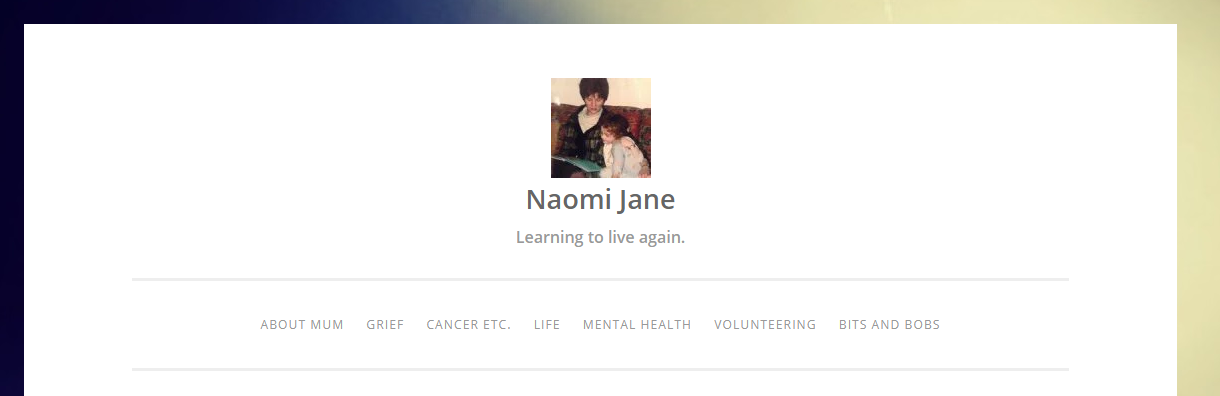 Naomi Jane
Learning to live again.
ABOUT MUM GRIEF CANCER ETC. LIFE MENTAL HEALTH VOLUNTEERING BITS AND BOBS